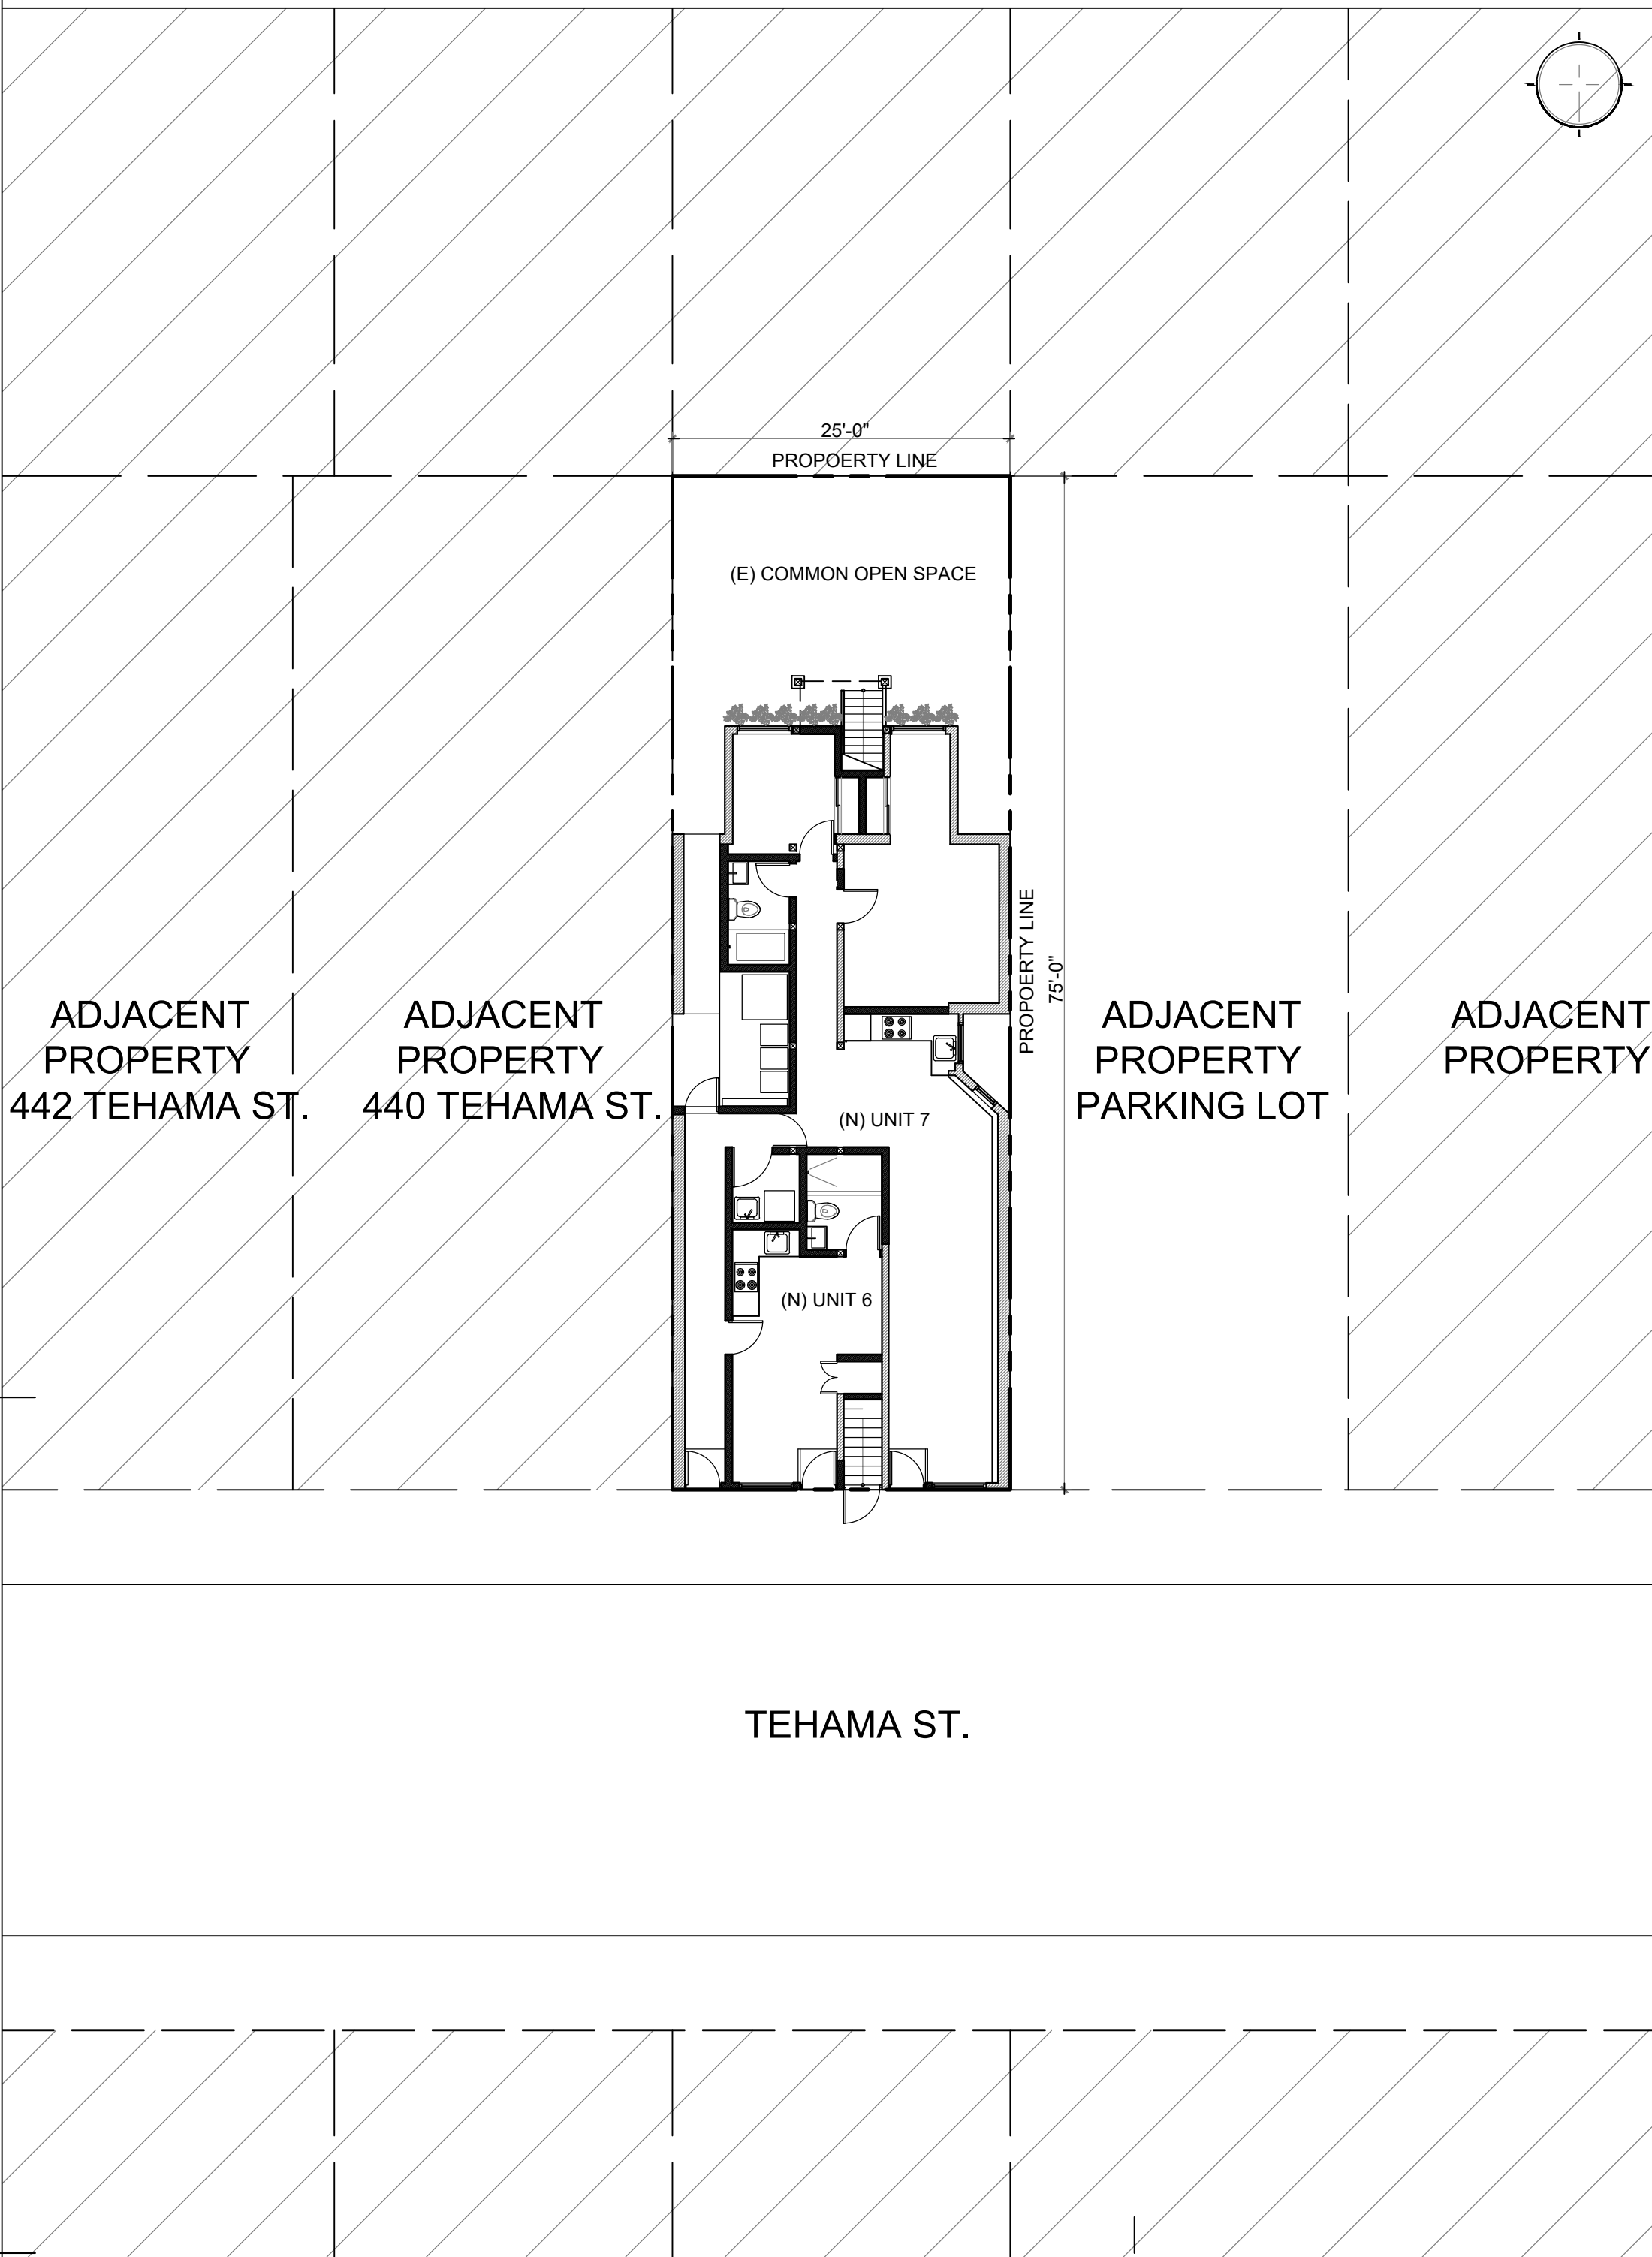 25'-0"
PROPOERTY LINE
(E) COMMON OPEN SPACE
PROPOERTY LINE
75'-0"
ADJACENT
PROPERTY
442 TEHAMA ST.
ADJACENT
PROPERTY
440 TEHAMA ST.
ADJACENT
PROPERTY
PARKING LOT
ADJACENT
PROPERTY
(N) UNIT 7
(N) UNIT 6
TEHAMA ST.